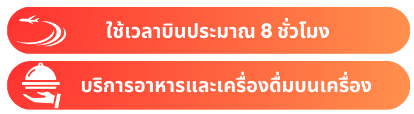 ใช้เวลาบินประมาณ 8 ชั่วโมง
บริการอาหารและเครื่องดื่มบนเครื่อง